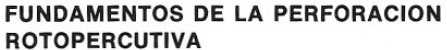 FUNDAMENTOS DE LA PERFORACION
ROTOPERCUTIVA